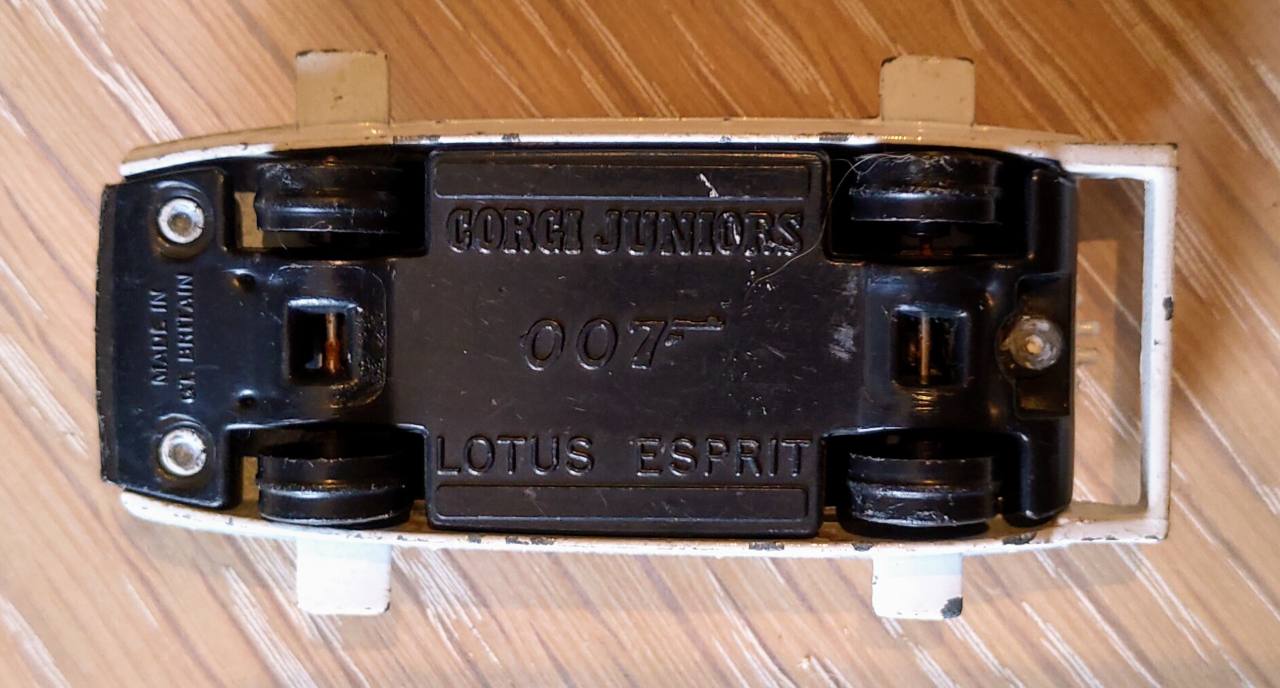 CORGI JUNIORS
007
LOTUS ESPRIT
MADE IN
GT. BRITAIN